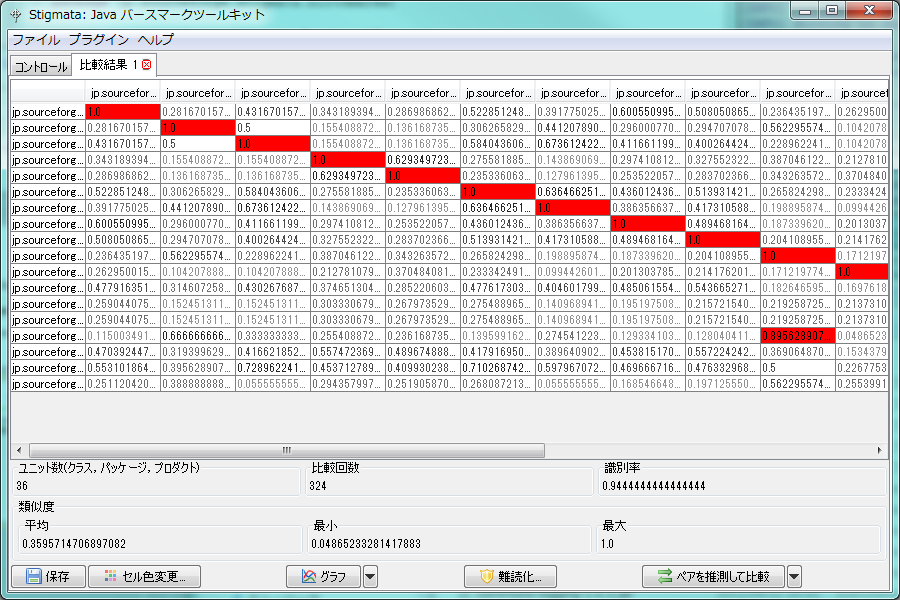 Stigmata: Java バースマークツールキット
ファイル プラグイン ヘルプ
コントロール 比較結果 1
jp.sourcefor... jp.sourcefor... jp.sourcefor... jp.sourcefor... jp.sourcefor... jp.sourcefor... jp.sourcefor... jp.sourcefor... jp.sourcefor... jp.sourcefor... jp.sourcef
jp.sourceforg... 1.0 0.281670157... 0.431670157... 0.343189394... 0.286986862... 0.522851248... 0.391775025... 0.600550995... 0.508050865... 0.236435197... 0.2629500
jp.sourceforg... 0.281670157... 1.0 0.5 0.155408872... 0.136168735... 0.306265829... 0.441207890... 0.296000770... 0.294707078... 0.562295574... 0.1042078
jp.sourceforg... 0.431670157... 0.5 1.0 0.155408872... 0.136168735... 0.584043606... 0.673612422... 0.411661199... 0.400264424... 0.228962241... 0.1042078
jp.sourceforg... 0.343189394... 0.155408872... 0.155408872... 1.0 0.629349723... 0.275581885... 0.143869069... 0.297410812... 0.327552322... 0.387046122... 0.2127810
jp.sourceforg... 0.286986862... 0.136168735... 0.136168735... 0.629349723... 1.0 0.235336063... 0.127961395... 0.253522057... 0.283702366... 0.343263572... 0.3704840
jp.sourceforg... 0.522851248... 0.306265829... 0.584043606... 0.275581885... 0.235336063... 1.0 0.636466251... 0.436012436... 0.513931421... 0.265824298... 0.2333424
jp.sourceforg... 0.391775025... 0.441207890... 0.673612422... 0.143869069... 0.127961395... 0.636466251... 1.0 0.386356637... 0.417310588... 0.198895874... 0.0994426
jp.sourceforg... 0.600550995... 0.296000770... 0.411661199... 0.297410812... 0.253522057... 0.436012436... 0.386356637... 1.0 0.489468164... 0.187339620... 0.2013037
jp.sourceforg... 0.508050865... 0.294707078... 0.400264424... 0.327552322... 0.283702366... 0.513931421... 0.417310588... 0.489468164... 1.0 0.204108955... 0.2141762
jp.sourceforg... 0.236435197... 0.562295574... 0.228962241... 0.387046122... 0.343263572... 0.265824298... 0.198895874... 0.187339620... 0.204108955... 1.0 0.1712197
jp.sourceforg... 0.262950015... 0.104207888... 0.104207888... 0.212781079... 0.370484081... 0.233342491... 0.099442601... 0.201303785... 0.214176201... 0.171219774... 1.0
jp.sourceforg... 0.477916351... 0.314607258... 0.430267687... 0.374651304... 0.285220603... 0.477617303... 0.404601799... 0.485061554... 0.543665271... 0.182646595... 0.1697618
jp.sourceforg... 0.259044075... 0.152451311... 0.152451311... 0.303330679... 0.267973529... 0.275488965... 0.140968941... 0.195197508... 0.215721540... 0.219258725... 0.2137310
jp.sourceforg... 0.259044075... 0.152451311... 0.152451311... 0.303330679... 0.267973529... 0.275488965... 0.140968941... 0.195197508... 0.215721540... 0.219258725... 0.2137310
jp.sourceforg... 0.115003491... 0.666666666... 0.333333333... 0.255408872... 0.236168735... 0.139599162... 0.274541223... 0.129334103... 0.128040411... 0.395628907... 0.0486523
jp.sourceforg... 0.470392447... 0.319399629... 0.416621852... 0.557472369... 0.489674888... 0.417916950... 0.389640902... 0.453815170... 0.557224242... 0.369064870... 0.1534379
jp.sourceforg... 0.553101864... 0.395628907... 0.728962241... 0.453712789... 0.409930238... 0.710268742... 0.597967072... 0.469666716... 0.476332968... 0.5 0.2267753
jp.sourceforg... 0.251120420... 0.388888888... 0.055555555... 0.294357997... 0.251905870... 0.268087213... 0.055555555... 0.168546648... 0.197125550... 0.562295574... 0.2553991
ユニット数(クラス, パッケージ, プロダクト) 比較回数 識別率
36 324 0.9444444444444444
類似度
平均 最小 最大
0.3595714706897082 0.04865233281417883 1.0
保存 セル色変更... グラフ 難読化... ペアを推測して比較